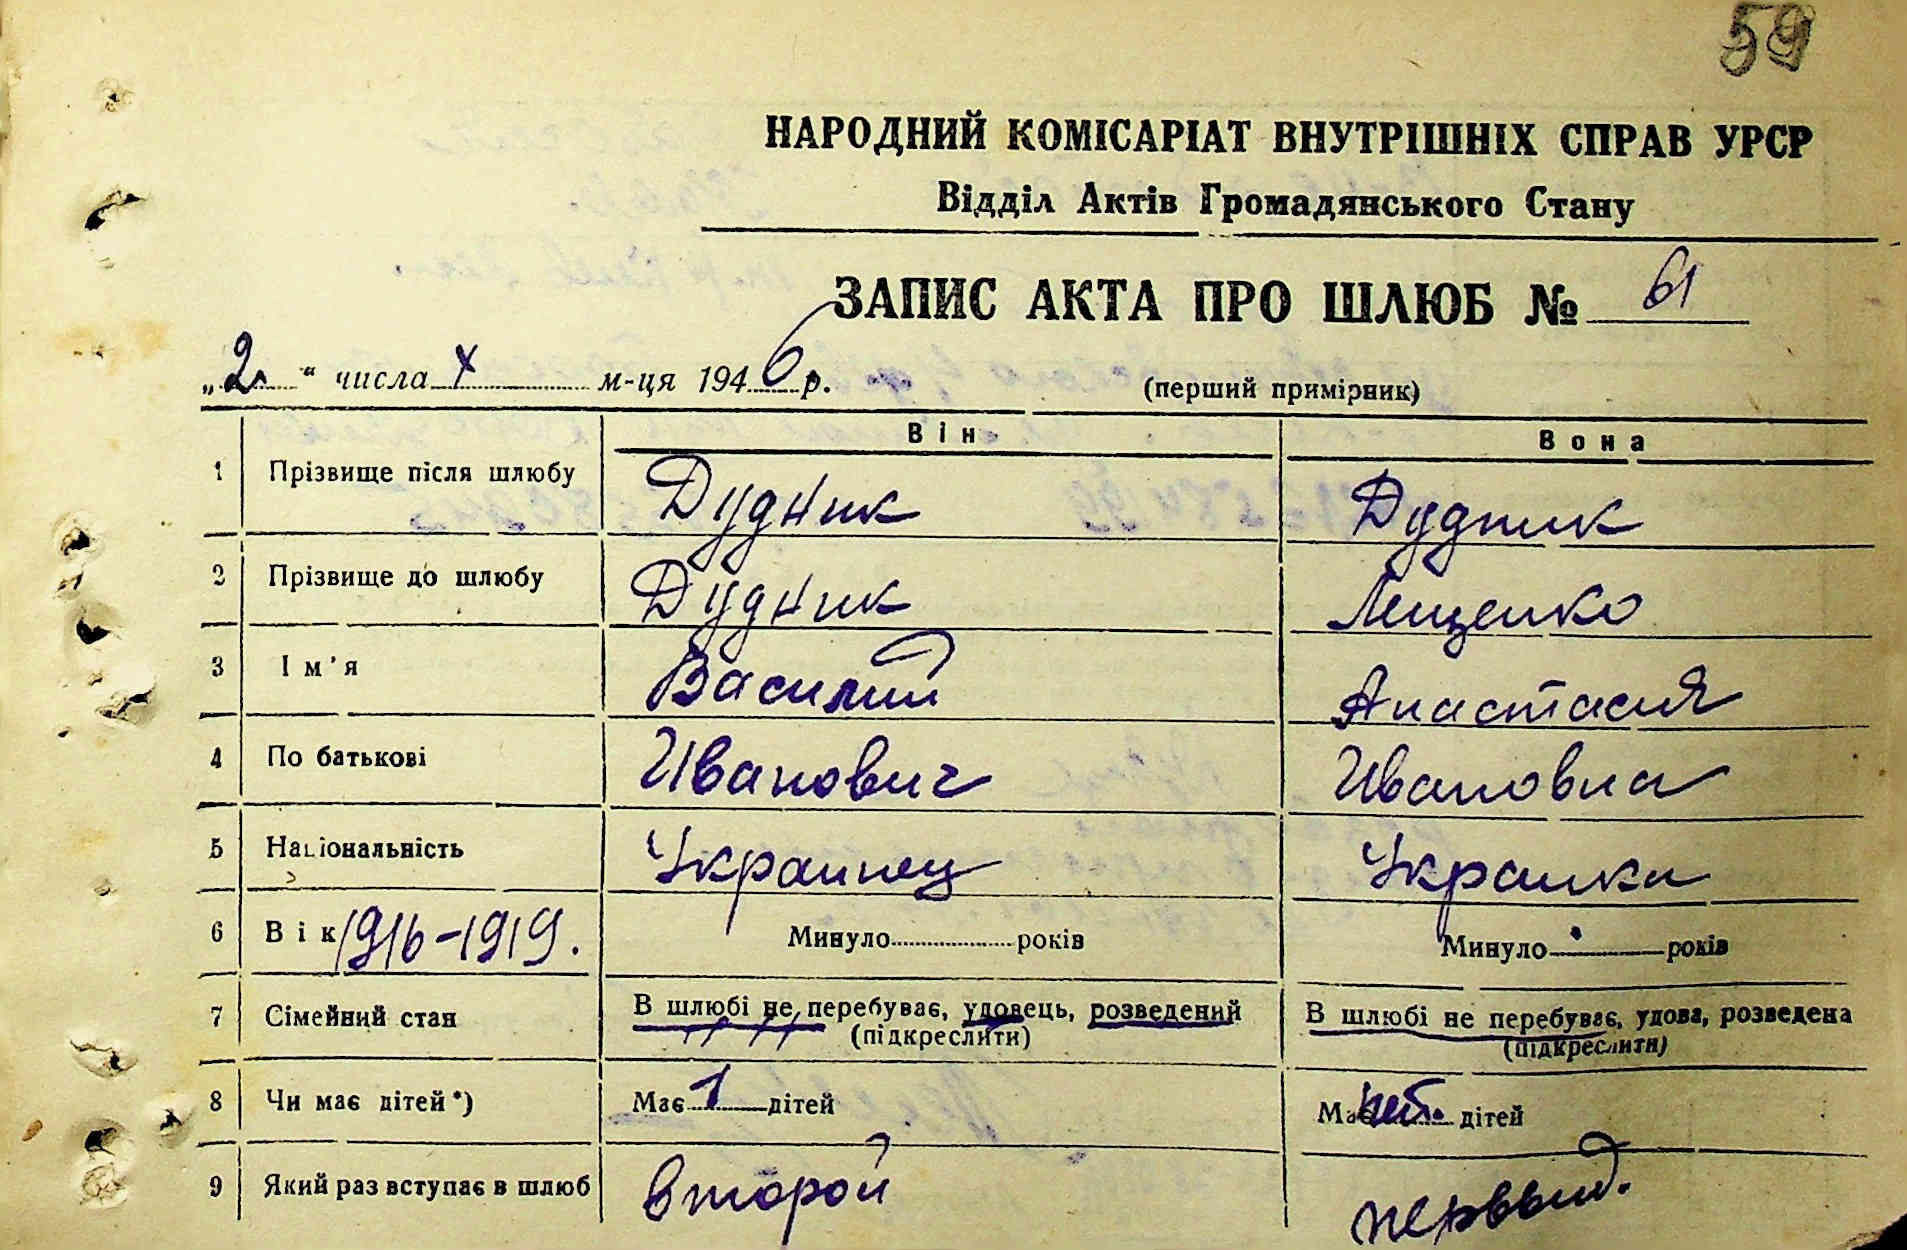 59
НАРОДНИЙ КОМІСАРІАТ ВНУТРІШНІХ СПРАВ УРСР
Відділ Актів Громадянського Стану
ЗАПИС АКТА ПРО ШЛЮБ № 61
„2“ числа X м-ця 1946 р. (перший примірник)
Він Вона
1 Прізвище після шлюбу Дудник Дудник
2 Прізвище до шлюбу Дудник Лещенко
3 Ім'я Василий Анастасия
4 По батькові Иванович Ивановна
5 Національність Украинец Украинка
6 Вік 1916-1919. Минуло років Минуло років
7 Сімейний стан В шлюбі не перебуває, удовець, розведений В шлюбі не перебуває, удова, розведена
(підкреслити) (підкреслити)
8 Чи має дітей*) Має 1 дітей Має нет. дітей
9 Який раз вступає в шлюб второй первый.